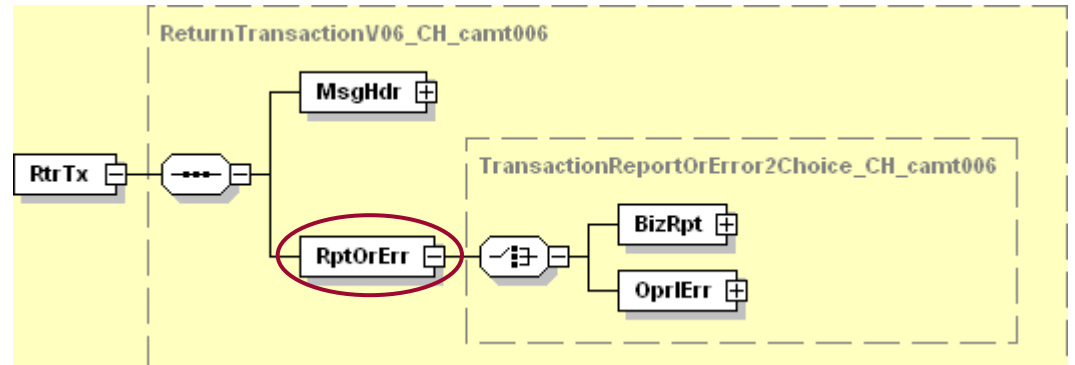 ReturnTransactionV06_CH_camt006
MsgHdr
RtrTx
TransactionReportOrError2Choice_CH_camt006
BizRpt
RptOrErr
OprlErr